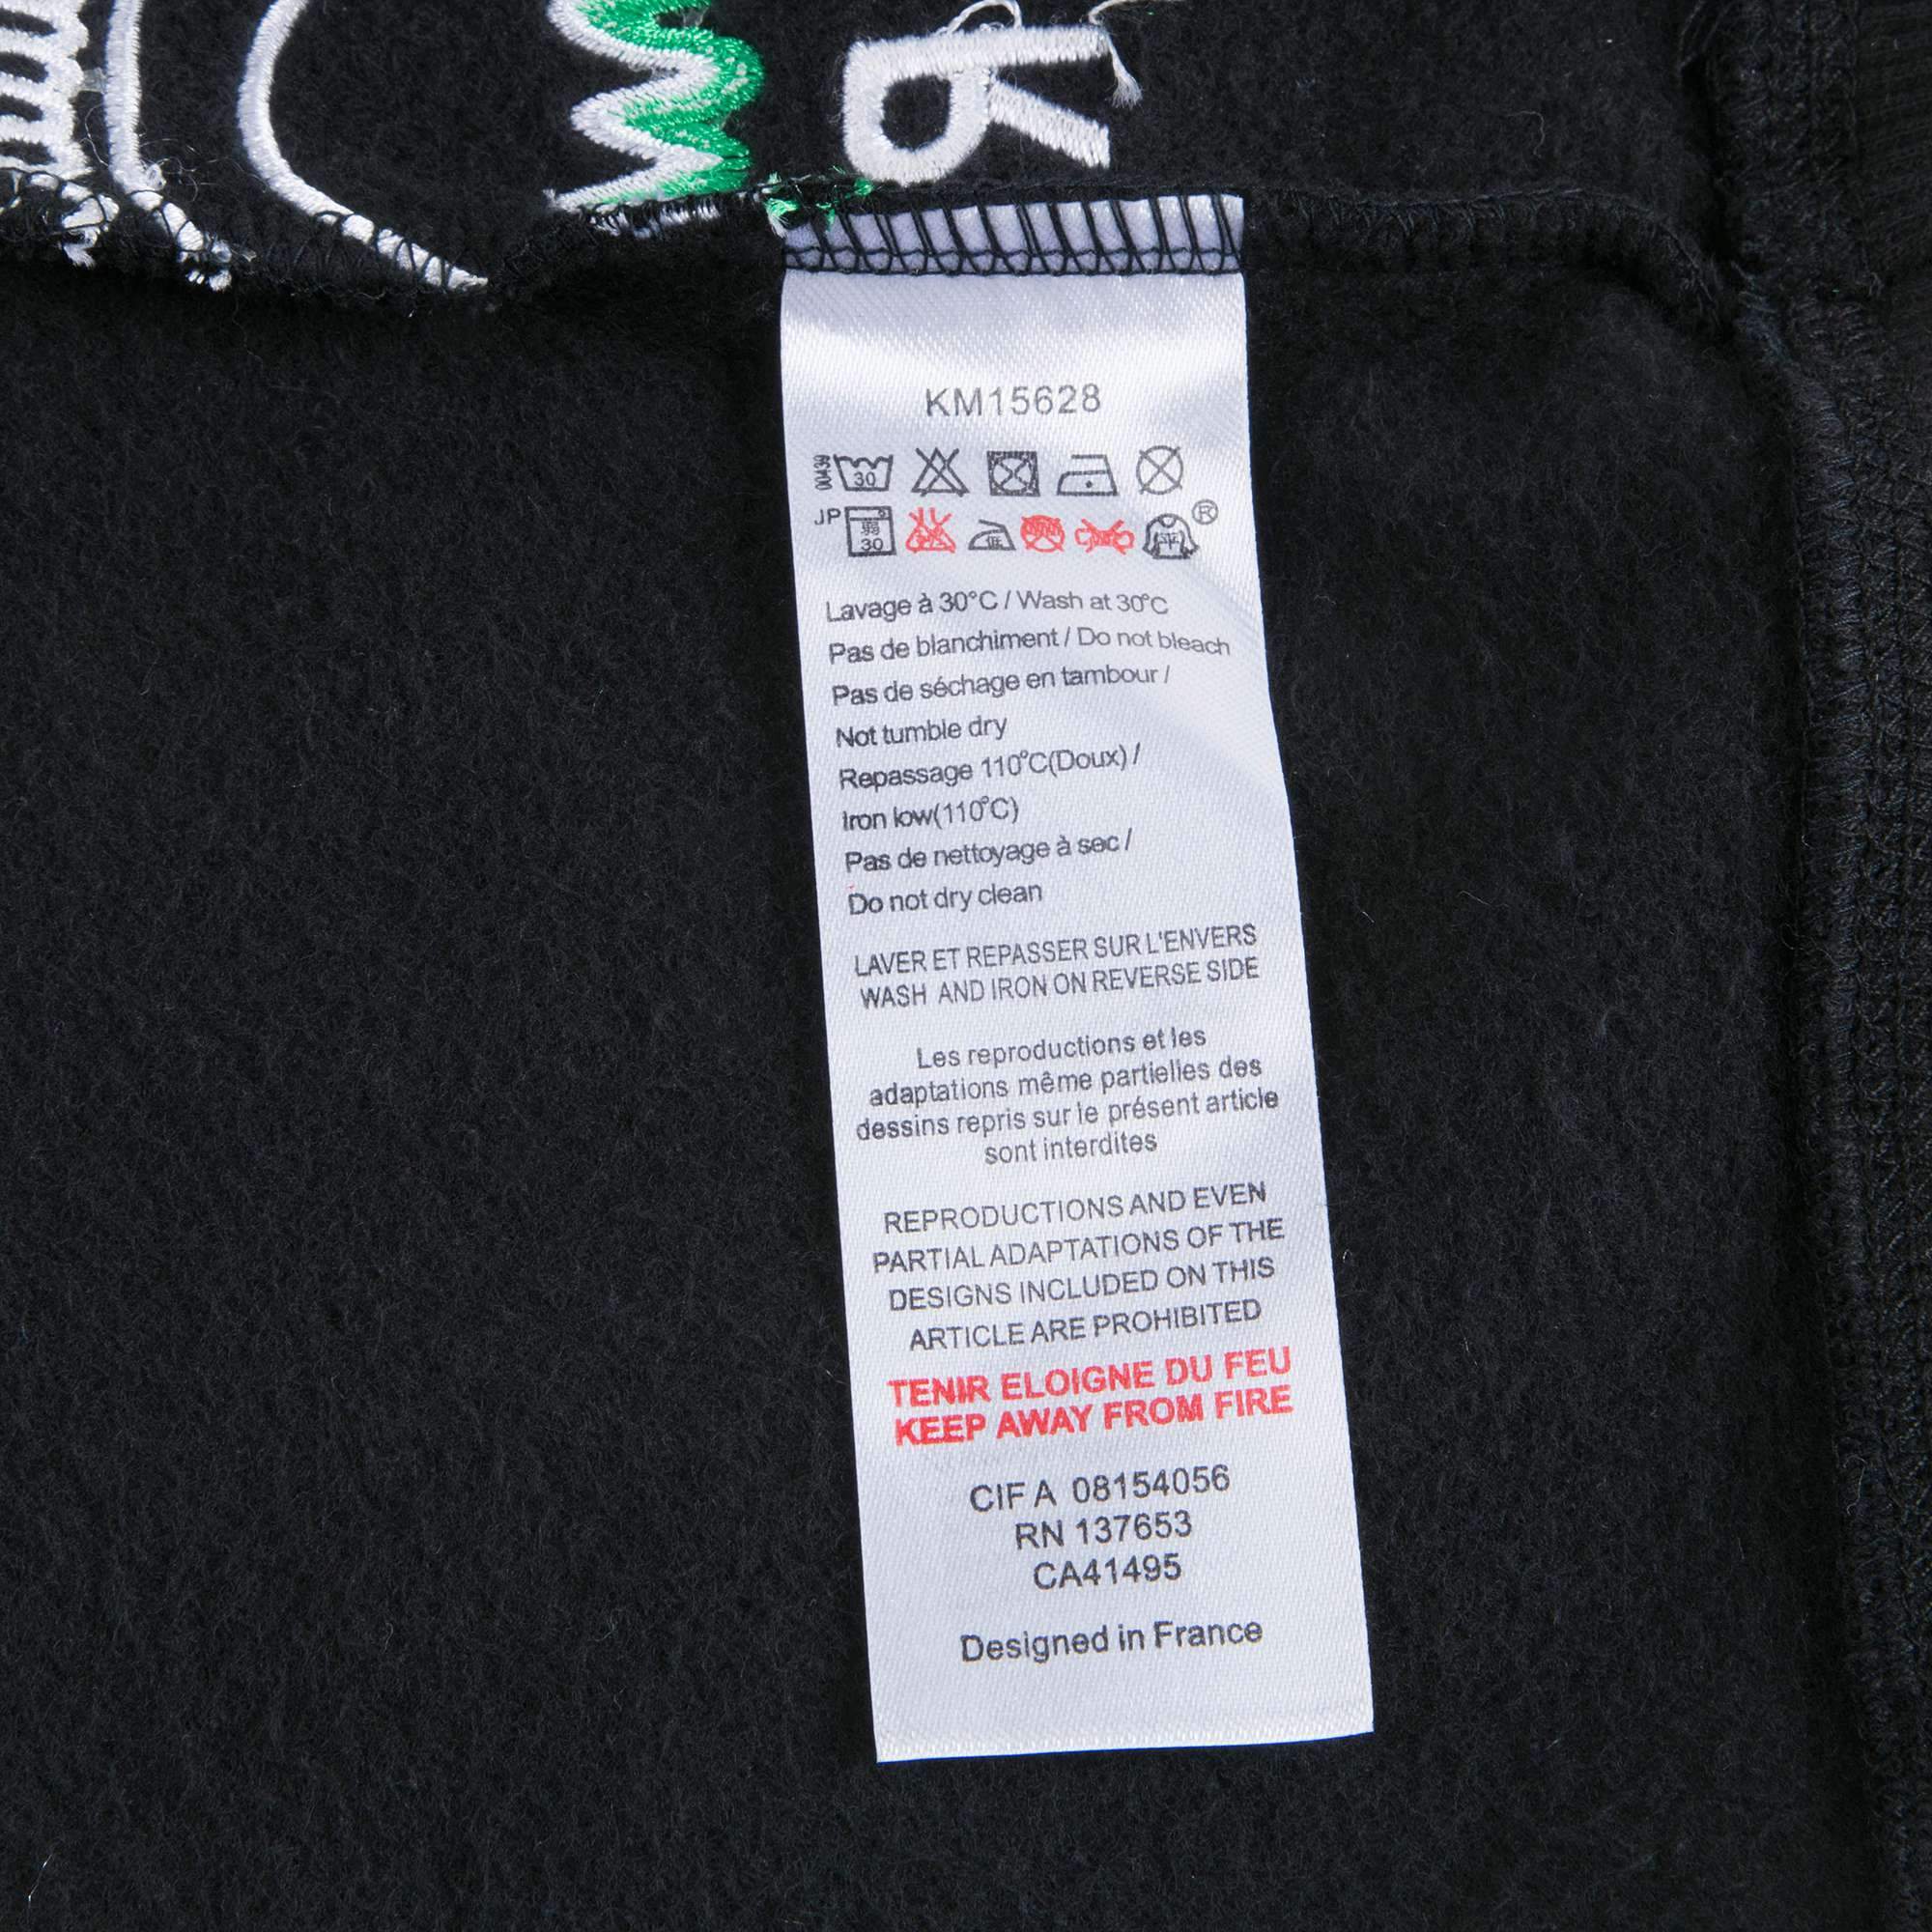 R
KM15628
00439 30
JP 30 ®
Lavage à 30°C / Wash at 30°C
Pas de blanchiment / Do not bleach
Pas de séchage en tambour /
Not tumble dry
Repassage 110°C(Doux) /
Iron low(110°C)
Pas de nettoyage à sec /
Do not dry clean
LAVER ET REPASSER SUR L'ENVERS
WASH AND IRON ON REVERSE SIDE
Les reproductions et les
adaptations même partielles des
dessins repris sur le présent article
sont interdites
REPRODUCTIONS AND EVEN
PARTIAL ADAPTATIONS OF THE
DESIGNS INCLUDED ON THIS
ARTICLE ARE PROHIBITED
TENIR ELOIGNE DU FEU
KEEP AWAY FROM FIRE
CIF A 08154056
RN 137653
CA41495
Designed in France